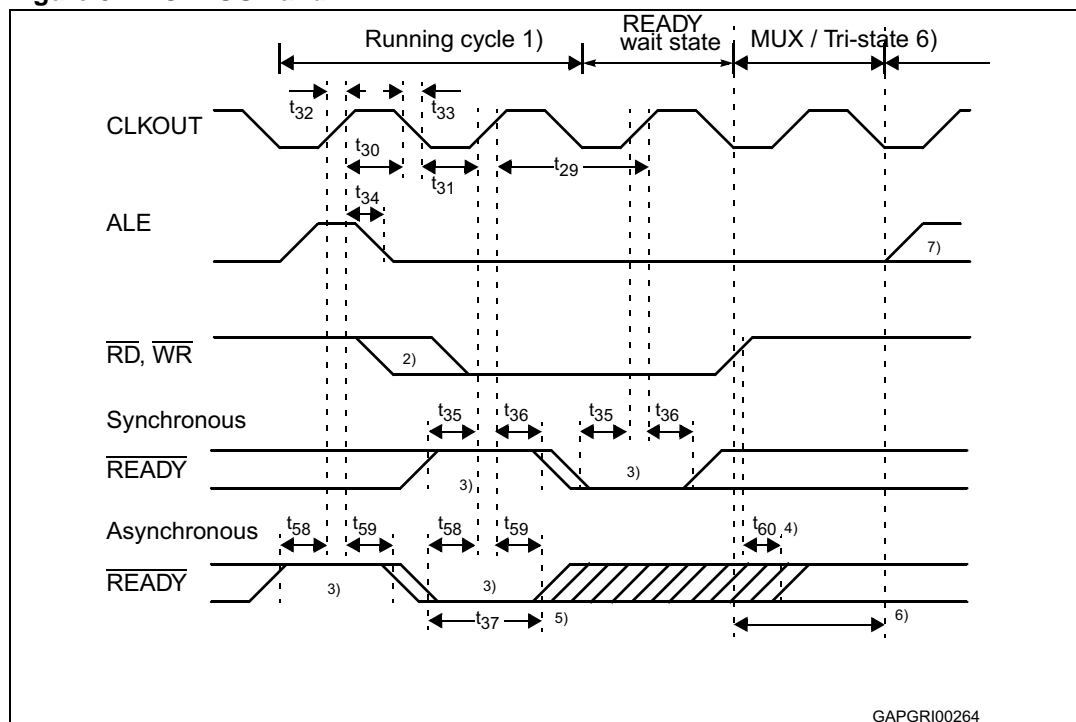 Running cycle 1)
READY
wait state
MUX / Tri-state 6)
CLKOUT
t32
t33
t30
t31
t29
t34
ALE
7)
RD, WR
2)
Synchronous
t35
t36
t35
t36
READY
3)
3)
Asynchronous
t58
t59
t58
t59
t60 4)
READY
3)
3)
t37
5)
6)
GAPGRI00264